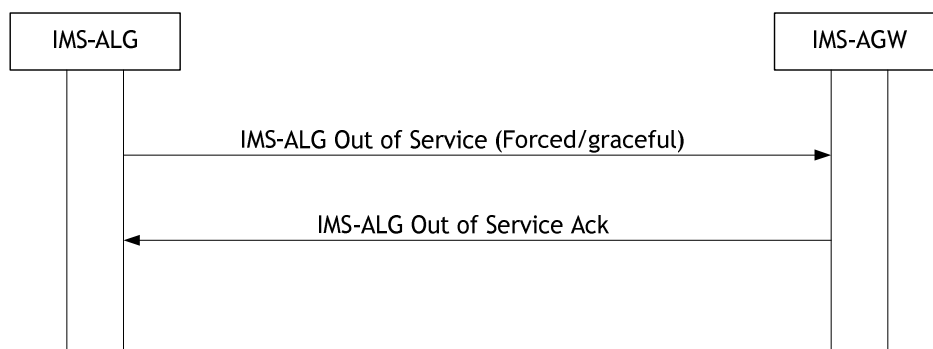 IMS-ALG
IMS-AGW
IMS-ALG Out of Service (Forced/graceful)
IMS-ALG Out of Service Ack